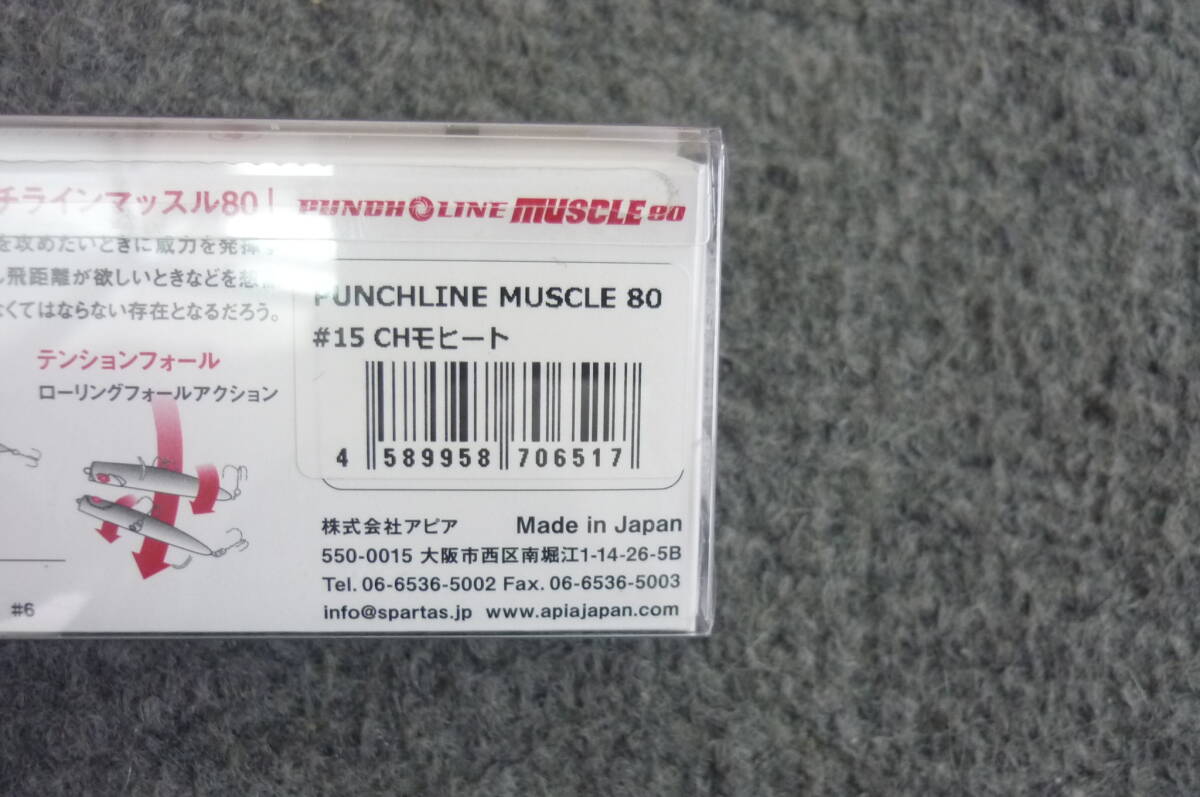 チラインマッスル80!
を攻めたいときに威力を発揮
飛距離が欲しいときなどを想
くてはならない存在となるだろう。
テンションフォール
ローリングフォールアクション
#6
PUNCH LINE MUSCLE 80
PUNCHLINE MUSCLE 80
#15 CHモヒート
4 589958 706517
株式会社アピア Made in Japan
550-0015 大阪市西区南堀江1-14-26-5B
Tel. 06-6536-5002 Fax. 06-6536-5003
info@spartas.jp www.apiajapan.com